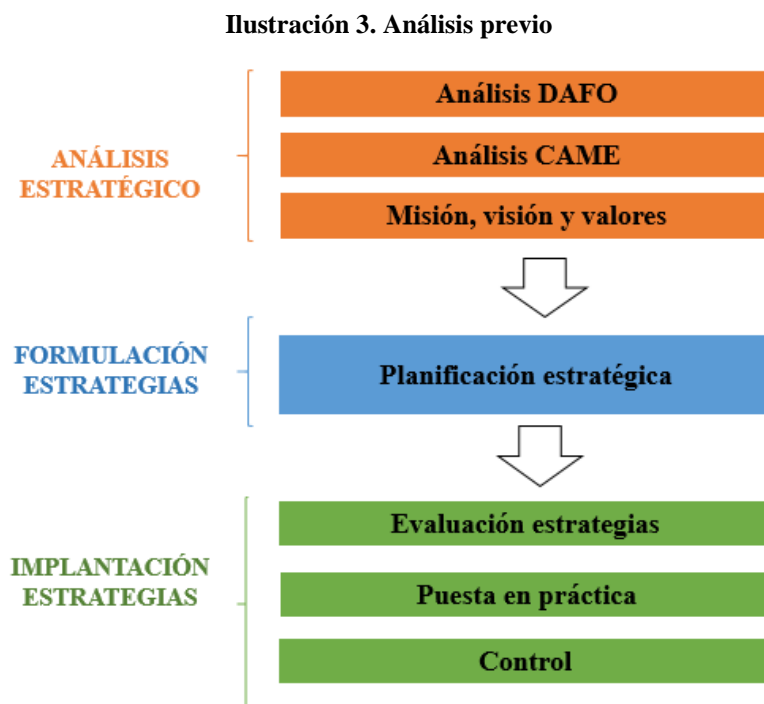 Ilustración 3. Análisis previo
ANÁLISIS
ESTRATÉGICO
Análisis DAFO
Análisis CAME
Misión, visión y valores
FORMULACIÓN
ESTRATEGIAS
Planificación estratégica
IMPLANTACIÓN
ESTRATEGIAS
Evaluación estrategias
Puesta en práctica
Control